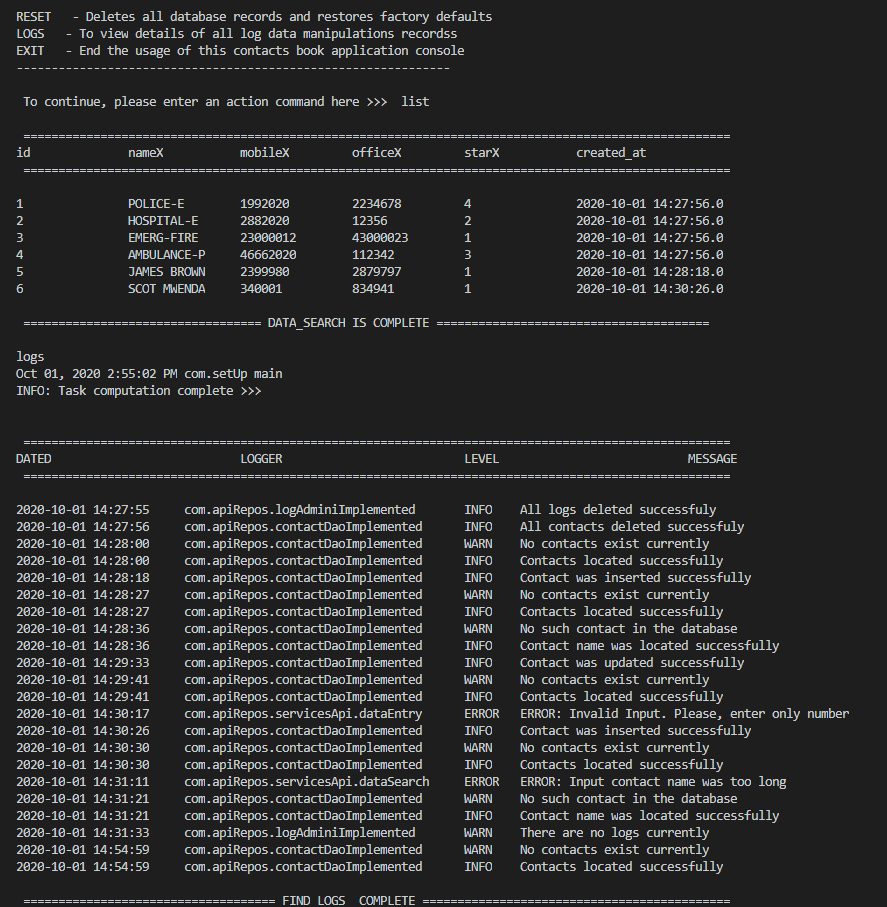 RESET   - Deletes all database records and restores factory defaults
LOGS   - To view details of all log data manipulations recordss
EXIT   - End the usage of this contacts book application console
--------------------------------------------------------------
To continue, please enter an action command here >>>  list
=====================================================================================================
id              nameX           mobileX         officeX         starX           created_at
=====================================================================================================
1               POLICE-E        1992020         2234678         4               2020-10-01 14:27:56.0
2               HOSPITAL-E      2882020         12356           2               2020-10-01 14:27:56.0
3               EMERG-FIRE      23000012        43000023        1               2020-10-01 14:27:56.0
4               AMBULANCE-P     46662020        112342          3               2020-10-01 14:27:56.0
5               JAMES BROWN     2399980         2879797         1               2020-10-01 14:28:18.0
6               SCOT MWENDA     340001          834941          1               2020-10-01 14:30:26.0
================================== DATA_SEARCH IS COMPLETE =======================================
logs
Oct 01, 2020 2:55:02 PM com.setUp main
INFO: Task computation complete >>>
=====================================================================================================
DATED                           LOGGER                          LEVEL                           MESSAGE
=====================================================================================================
2020-10-01 14:27:55     com.apiRepos.logAdminiImplemented       INFO    All logs deleted successfuly
2020-10-01 14:27:56     com.apiRepos.contactDaoImplemented      INFO    All contacts deleted successfuly
2020-10-01 14:28:00     com.apiRepos.contactDaoImplemented      WARN    No contacts exist currently
2020-10-01 14:28:00     com.apiRepos.contactDaoImplemented      INFO    Contacts located successfully
2020-10-01 14:28:18     com.apiRepos.contactDaoImplemented      INFO    Contact was inserted successfully
2020-10-01 14:28:27     com.apiRepos.contactDaoImplemented      WARN    No contacts exist currently
2020-10-01 14:28:27     com.apiRepos.contactDaoImplemented      INFO    Contacts located successfully
2020-10-01 14:28:36     com.apiRepos.contactDaoImplemented      WARN    No such contact in the database
2020-10-01 14:28:36     com.apiRepos.contactDaoImplemented      INFO    Contact name was located successfully
2020-10-01 14:29:33     com.apiRepos.contactDaoImplemented      INFO    Contact was updated successfully
2020-10-01 14:29:41     com.apiRepos.contactDaoImplemented      WARN    No contacts exist currently
2020-10-01 14:29:41     com.apiRepos.contactDaoImplemented      INFO    Contacts located successfully
2020-10-01 14:30:17     com.apiRepos.servicesApi.dataEntry      ERROR   ERROR: Invalid Input. Please, enter only number
2020-10-01 14:30:26     com.apiRepos.contactDaoImplemented      INFO    Contact was inserted successfully
2020-10-01 14:30:30     com.apiRepos.contactDaoImplemented      WARN    No contacts exist currently
2020-10-01 14:30:30     com.apiRepos.contactDaoImplemented      INFO    Contacts located successfully
2020-10-01 14:31:11     com.apiRepos.servicesApi.dataSearch     ERROR   ERROR: Input contact name was too long
2020-10-01 14:31:21     com.apiRepos.contactDaoImplemented      WARN    No such contact in the database
2020-10-01 14:31:21     com.apiRepos.contactDaoImplemented      INFO    Contact name was located successfully
2020-10-01 14:31:33     com.apiRepos.logAdminiImplemented       WARN    There are no logs currently
2020-10-01 14:54:59     com.apiRepos.contactDaoImplemented      WARN    No contacts exist currently
2020-10-01 14:54:59     com.apiRepos.contactDaoImplemented      INFO    Contacts located successfully
==================================== FIND LOGS  COMPLETE ============================================